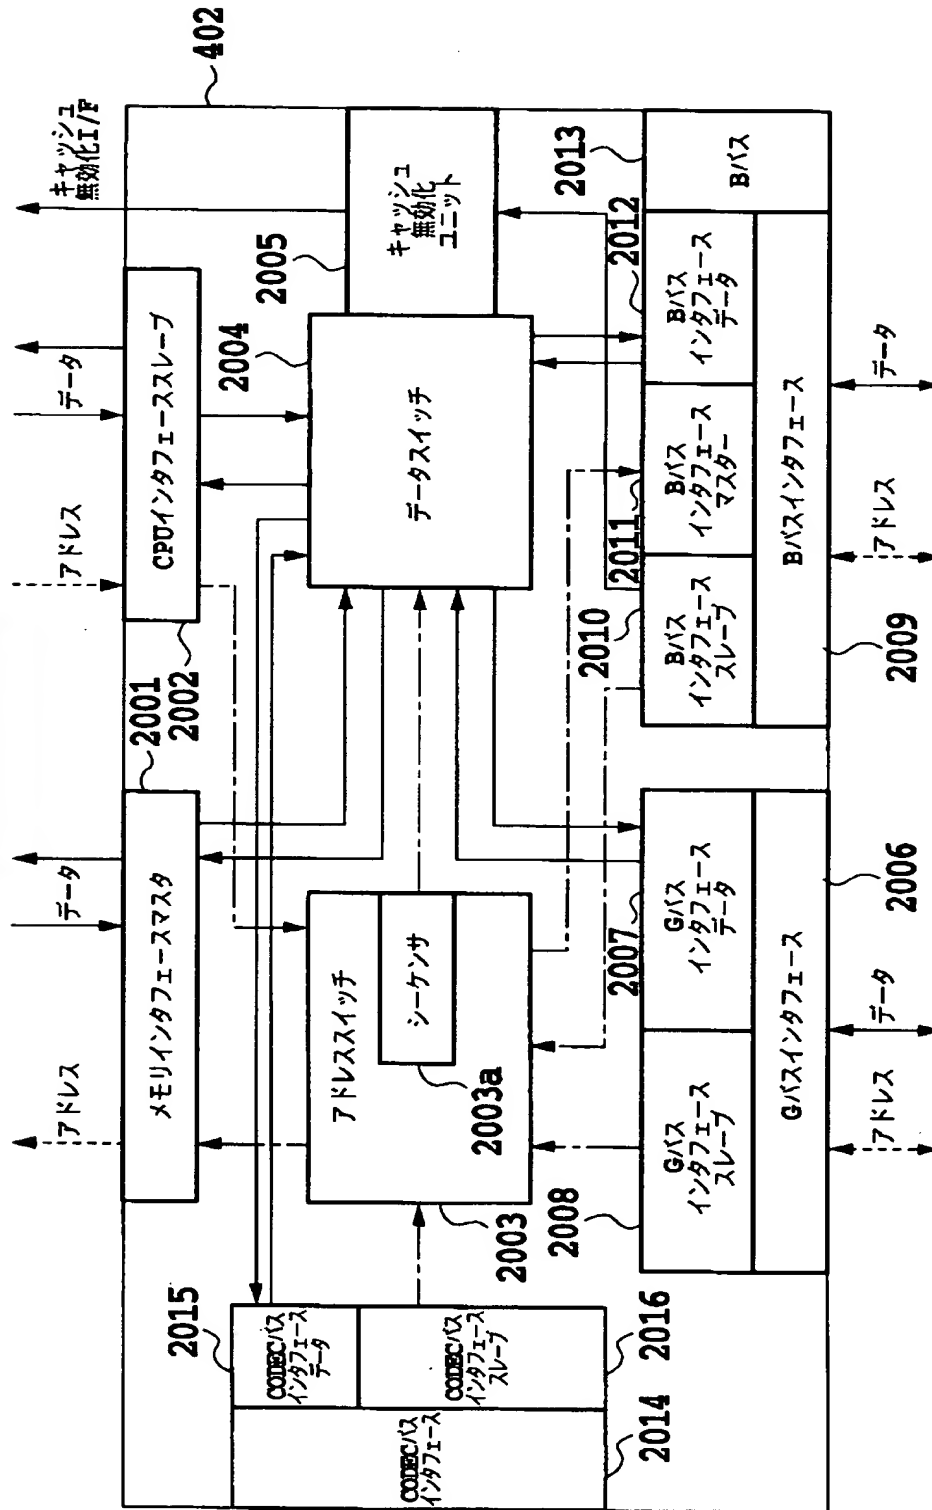 402
キャッシュ
無効化I/F
データ
アドレス
データ
アドレス
2001
メモリインタフェースマスタ
2002
CPUインタフェーススレーブ
2005
キャッシュ
無効化
ユニット
2004
データスイッチ
アドレススイッチ
シーケンサ
2003a
2003
2015
CODECバス
インタフェース
データ
CODECバス
インタフェース
スレーブ
2016
CODECバス
インタフェース
2014
2008
Gバス
インタフェース
スレーブ
2007
Gバス
インタフェース
データ
Gバスインタフェース
2006
アドレス
データ
2010
Bバス
インタフェース
スレーブ
2011
Bバス
インタフェース
マスター
2012
Bバス
インタフェース
データ
2013
Bバス
Bバスインタフェース
2009
アドレス
データ